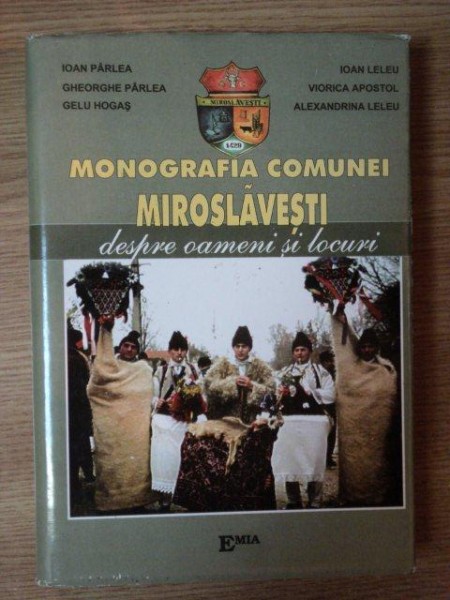 IOAN PÂRLEA
GHEORGHE PÂRLEA
GELU HOGAȘ
IOAN LELEU
VIORICA APOSTOL
ALEXANDRINA LELEU
MIROSLĂVEȘTI
1429
MONOGRAFIA COMUNEI
MIROSLĂVEȘTI
despre oameni și locuri
EMIA